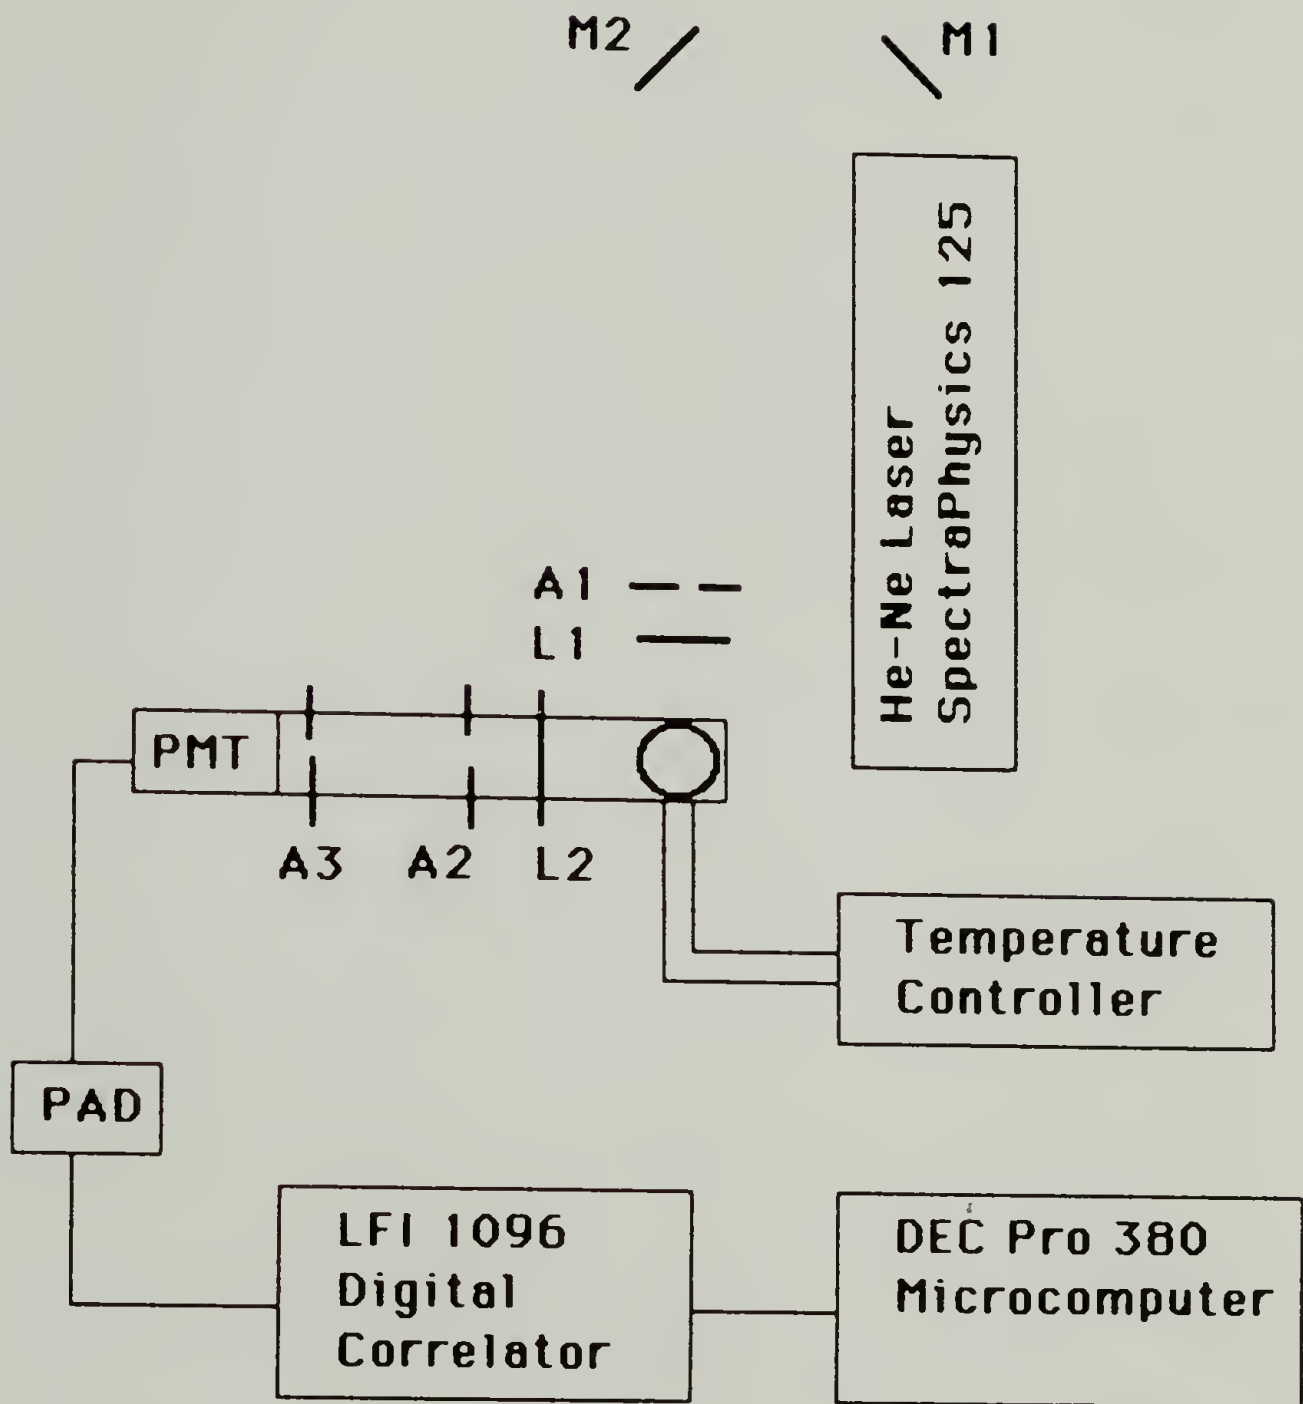 M2
M1
He-Ne Laser
SpectraPhysics 125
A1
L1
PMT
A3
A2
L2
Temperature
Controller
PAD
LFI 1096
Digital
Correlator
DEC Pro 380
Microcomputer